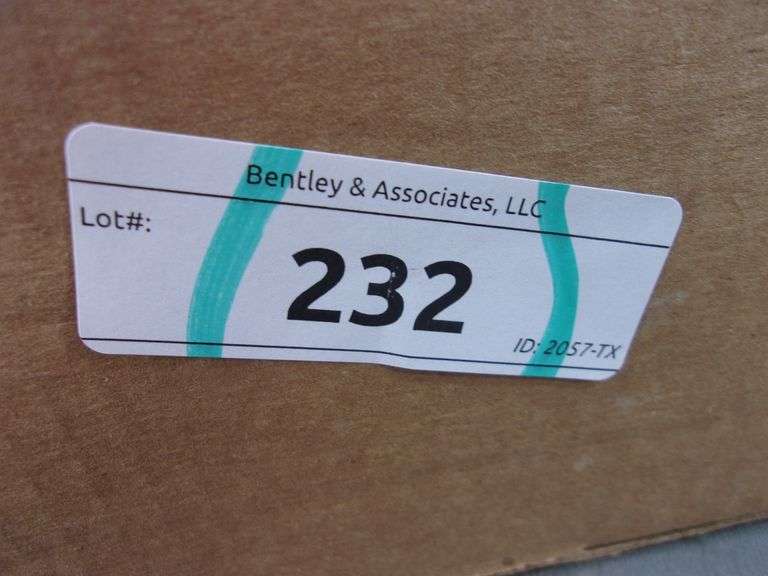 Bentley & Associates, LLC
Lot#:
232
ID: 2057-TX